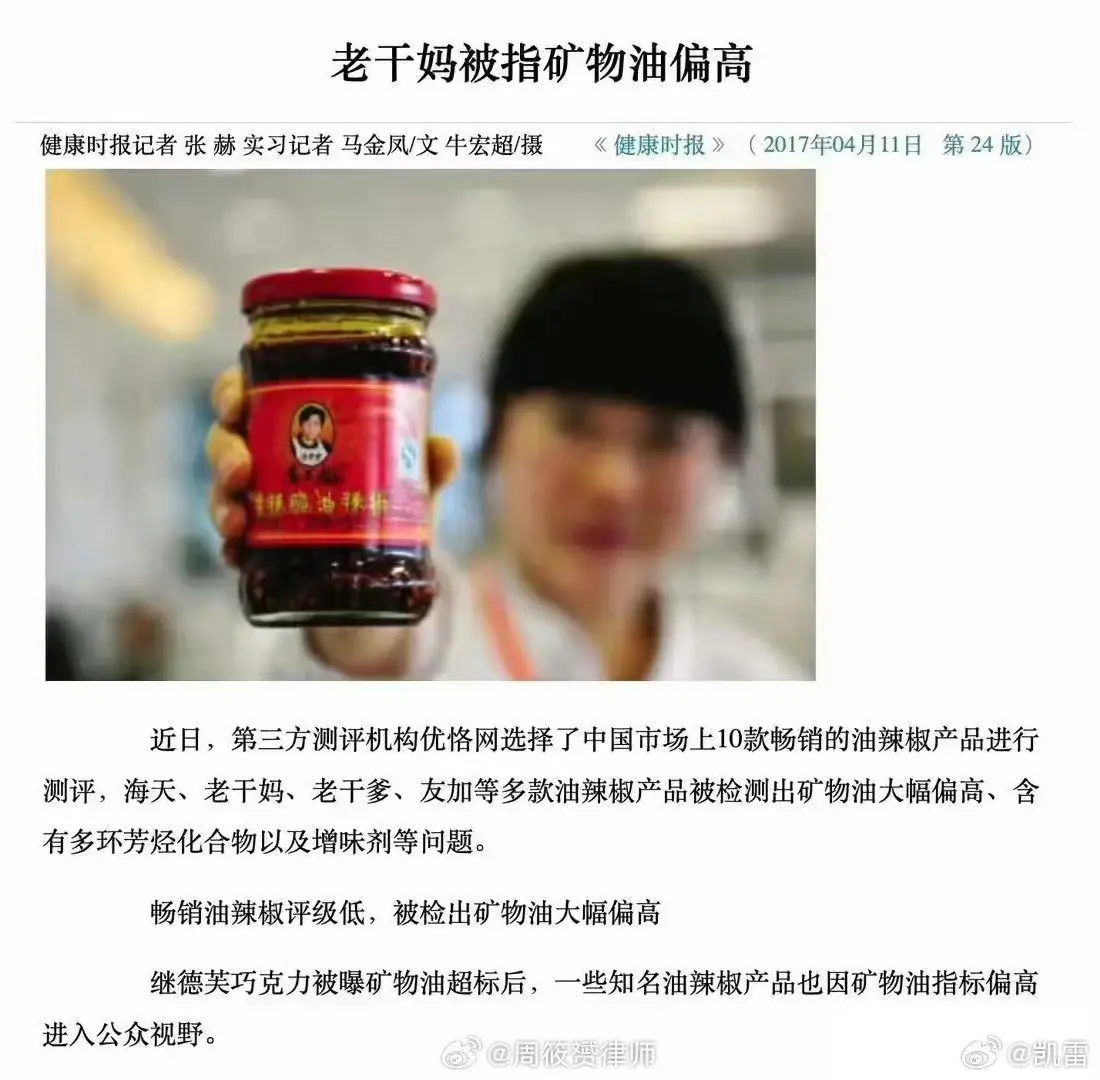 老干妈被指矿物油偏高
健康时报记者 张 赫 实习记者 马金凤/文 牛宏超/摄 《 健康时报 》 （ 2017年04月11日 第 24 版）
香辣脆油辣椒
近日，第三方测评机构优恪网选择了中国市场上10款畅销的油辣椒产品进行
测评，海天、老干妈、老干爹、友加等多款油辣椒产品被检测出矿物油大幅偏高、含
有多环芳烃化合物以及增味剂等问题。
畅销油辣椒评级低，被检出矿物油大幅偏高
继德芙巧克力被曝矿物油超标后，一些知名油辣椒产品也因矿物油指标偏高
进入公众视野。
@周筱赟律师
@凯雷